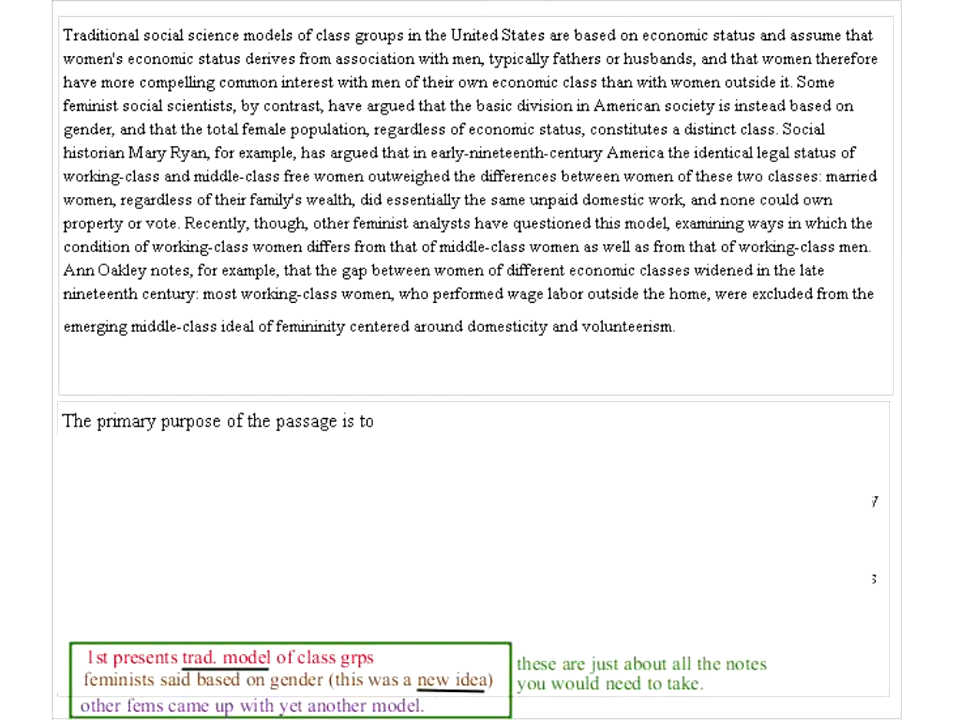 Traditional social science models of class groups in the United States are based on economic status and assume that
women's economic status derives from association with men, typically fathers or husbands, and that women therefore
have more compelling common interest with men of their own economic class than with women outside it. Some
feminist social scientists, by contrast, have argued that the basic division in American society is instead based on
gender, and that the total female population, regardless of economic status, constitutes a distinct class. Social
historian Mary Ryan, for example, has argued that in early-nineteenth-century America the identical legal status of
working-class and middle-class free women outweighed the differences between women of these two classes: married
women, regardless of their family's wealth, did essentially the same unpaid domestic work, and none could own
property or vote. Recently, though, other feminist analysts have questioned this model, examining ways in which the
condition of working-class women differs from that of middle-class women as well as from that of working-class men.
Ann Oakley notes, for example, that the gap between women of different economic classes widened in the late
nineteenth century: most working-class women, who performed wage labor outside the home, were excluded from the
emerging middle-class ideal of femininity centered around domesticity and volunteerism.
The primary purpose of the passage is to
1st presents trad. model of class grps
feminists said based on gender (this was a new idea)
other fems came up with yet another model.
these are just about all the notes
you would need to take.